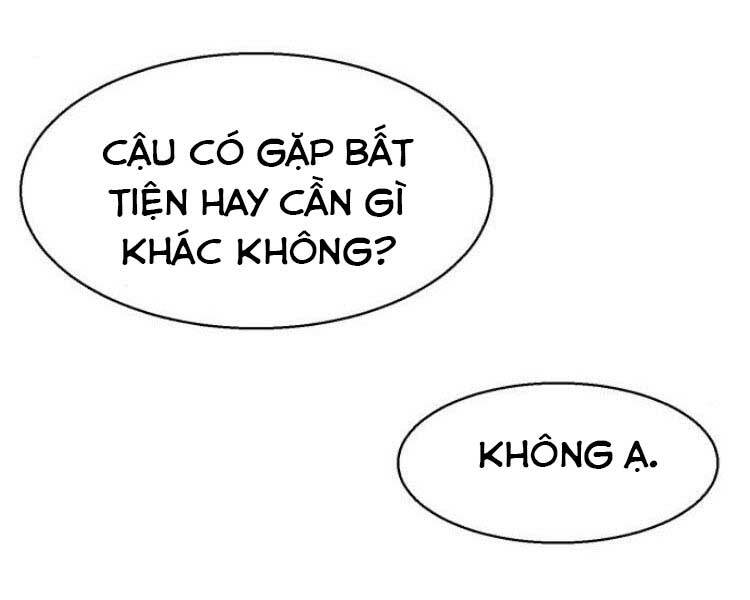 CẬU CÓ GẶP BẤT
TIỆN HAY CẦN GÌ
KHÁC KHÔNG?
KHÔNG Ạ.